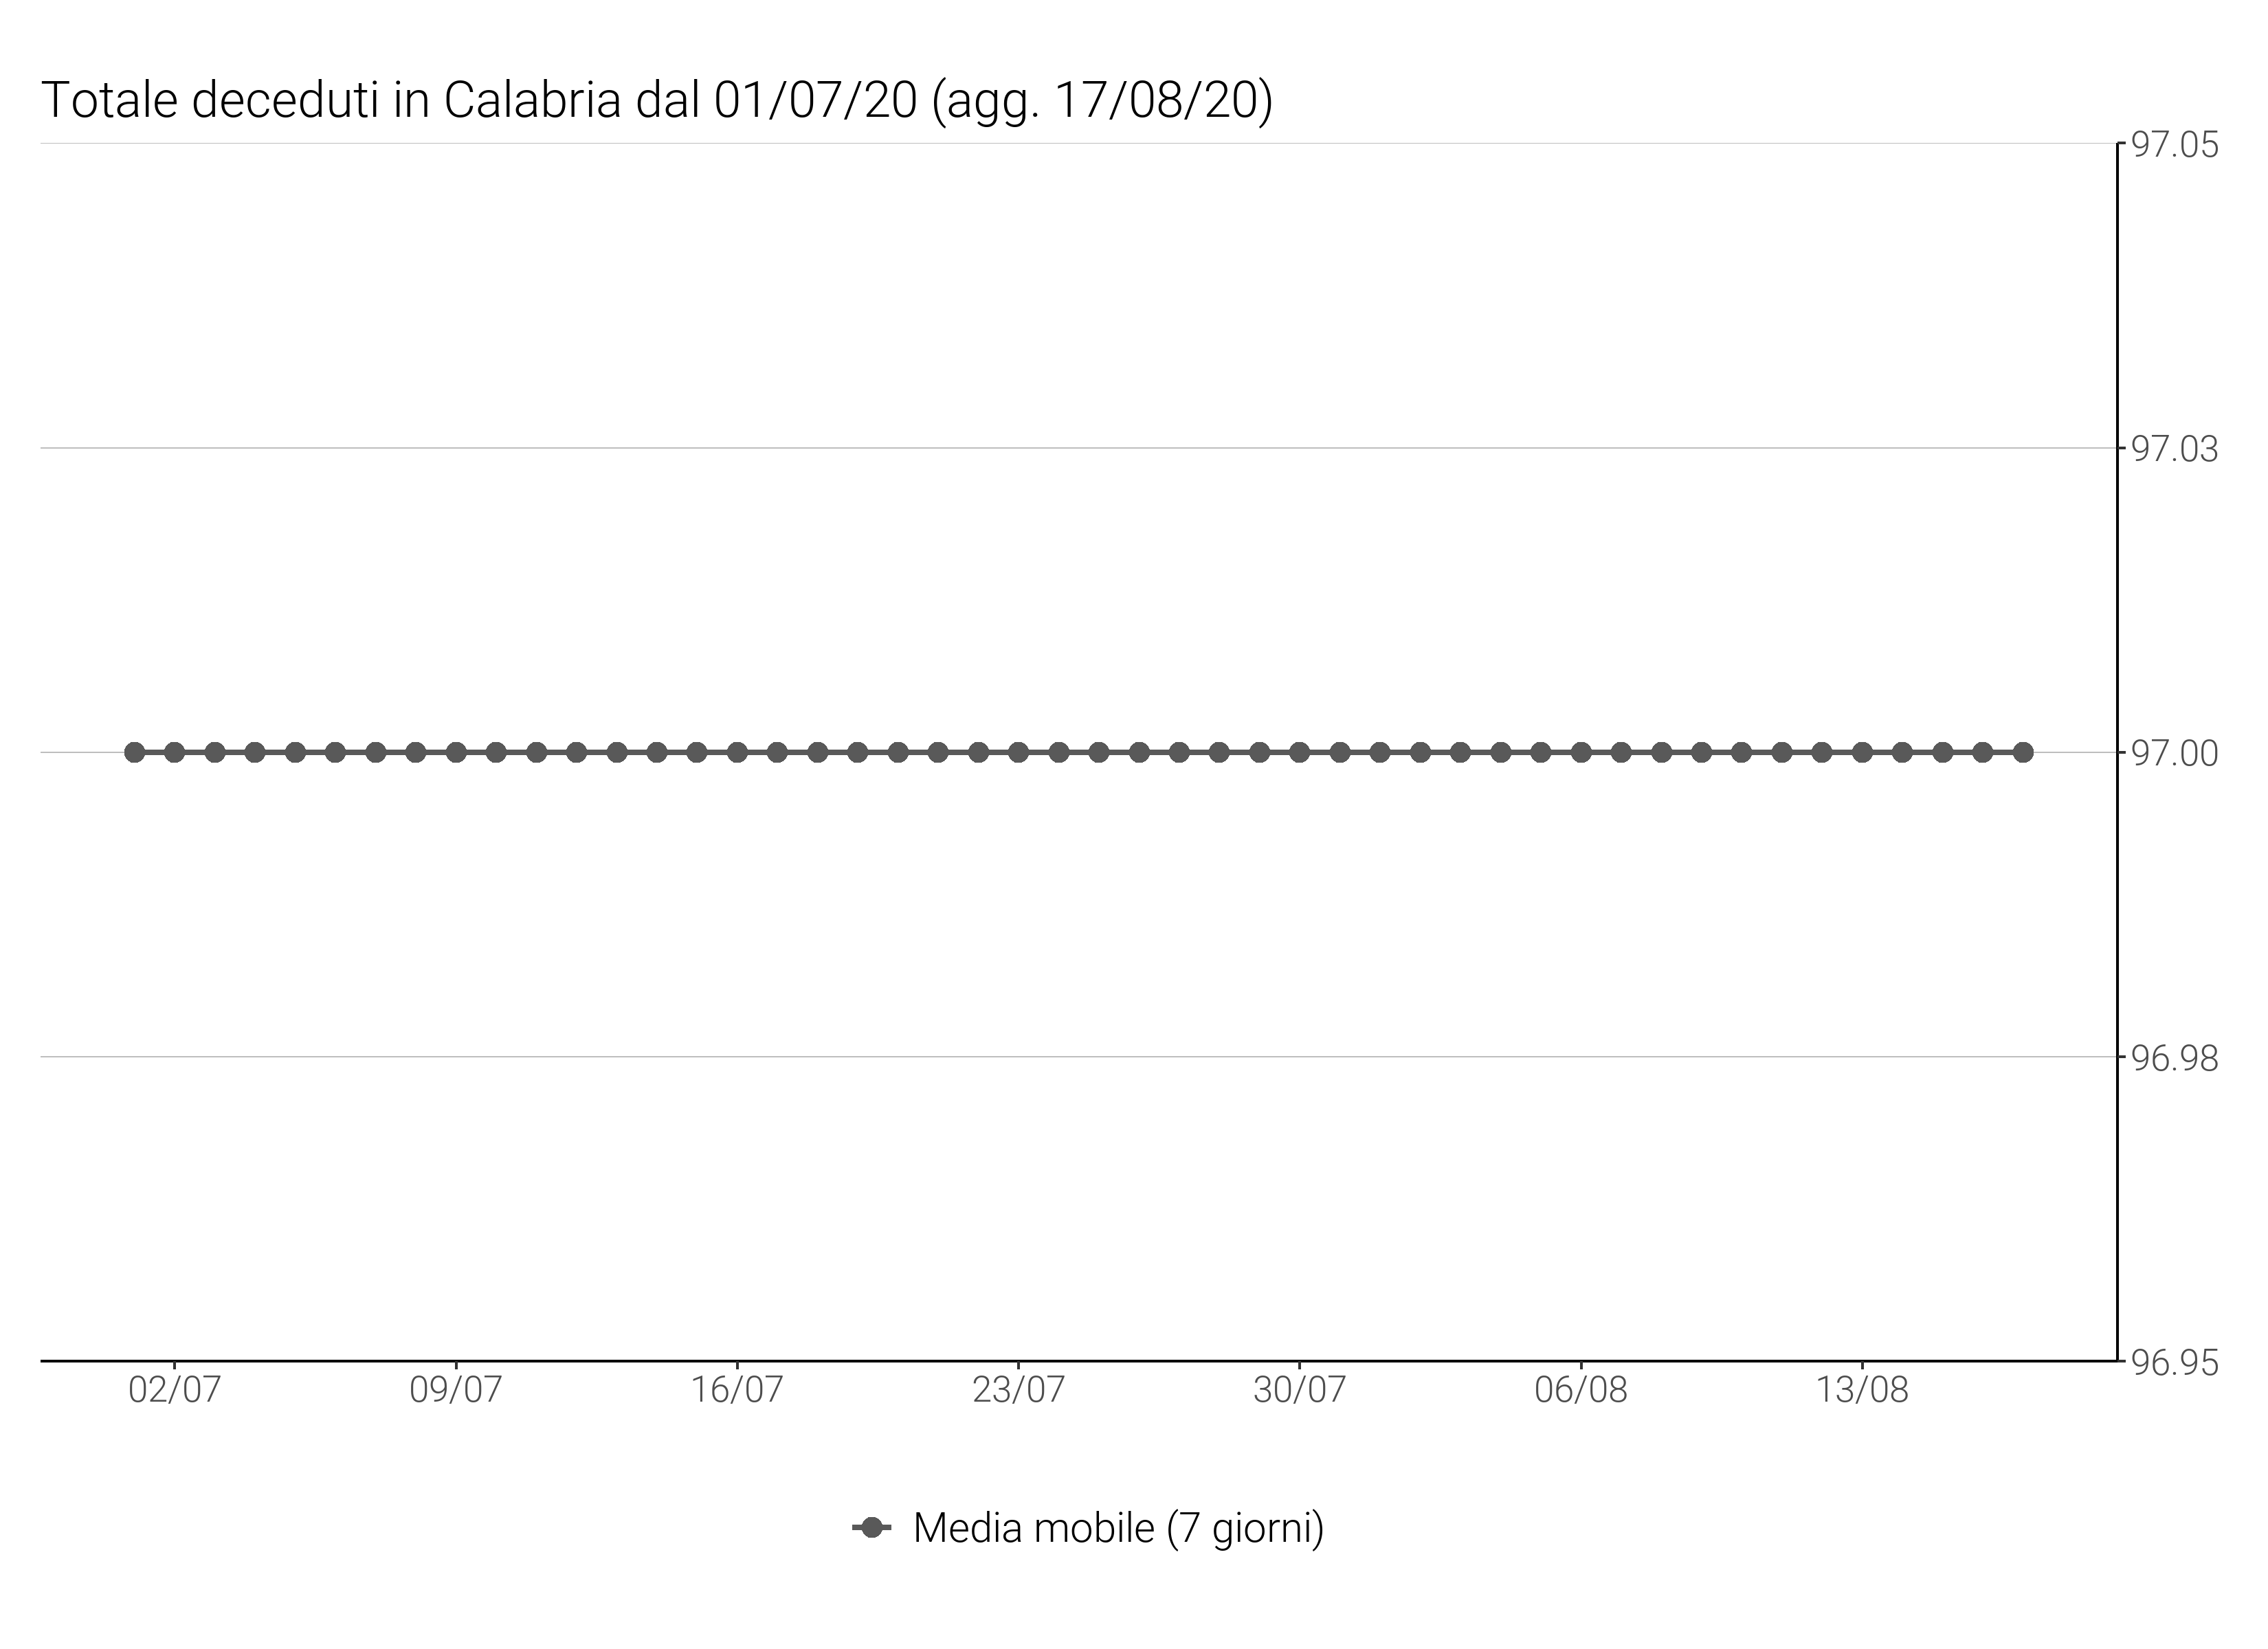 Totale deceduti in Calabria dal 01/07/20 (agg. 17/08/20)
97.05
97.03
97.00
96.98
96.95
02/07 09/07 16/07 23/07 30/07 06/08 13/08
Media mobile (7 giorni)